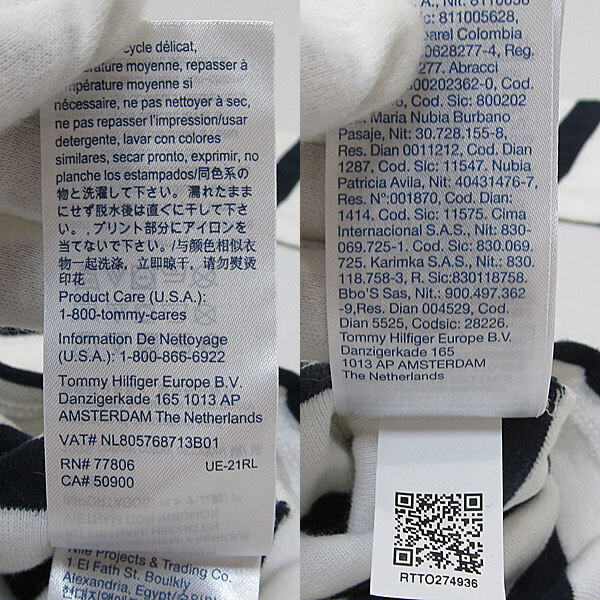 cycle délicat,
température moyenne, repasser à
température moyenne si
nécessaire, ne pas nettoyer à sec,
ne pas repasser l'impression/usar
detergente, lavar con colores
similares, secar pronto, exprimir, no
planche los estampados/同色系の
物と洗濯して下さい。濡れたまま
にせず脱水後は直ぐに干して下さ
い。. プリント部分にアイロンを
当てないで下さい。/与颜色相似衣
物一起洗涤, 立即晾干, 请勿熨烫
印花
Product Care (U.S.A.):
1-800-tommy-cares
Information De Nettoyage
(U.S.A.): 1-800-866-6922
Tommy Hilfiger Europe B.V.
Danzigerkade 165 1013 AP
AMSTERDAM The Netherlands
VAT# NL805768713B01
RN# 77806 UE-21RL
CA# 50900
Nile Projects & Trading Co.
1 El Fath St. Boulkly
Alexandria, Egypt/
A., Nit: 8110056
811005628,
arel Colombia
00628277-4, Reg.
277. Abracci
800202362-0, Cod.
Cod. Sic: 800202
Maria Nubia Burbano
Pasaje, Nit: 30.728.155-8,
Res. Dian 0011212, Cod. Dian
1287, Cod. Sic: 11547. Nubia
Patricia Avila, Nit: 40431476-7,
Res. N°:001870, Cod. Dian:
1414. Cod. Sic: 11575. Cima
Internacional S.A.S., Nit: 830-
069.725-1. Cod. Sic: 830.069.
725. Karimka S.A.S., Nit: 830.
118.758-3, R. Sic:830118758.
Bbo'S Sas, Nit: 900.497.362
-9,Res. Dian 004529, Cod.
Dian 5525, Codsic: 28226.
Tommy Hilfiger Europe B.V.
Danzigerkade 165
1013 AP AMSTERDAM
The Netherlands
RTTO274936